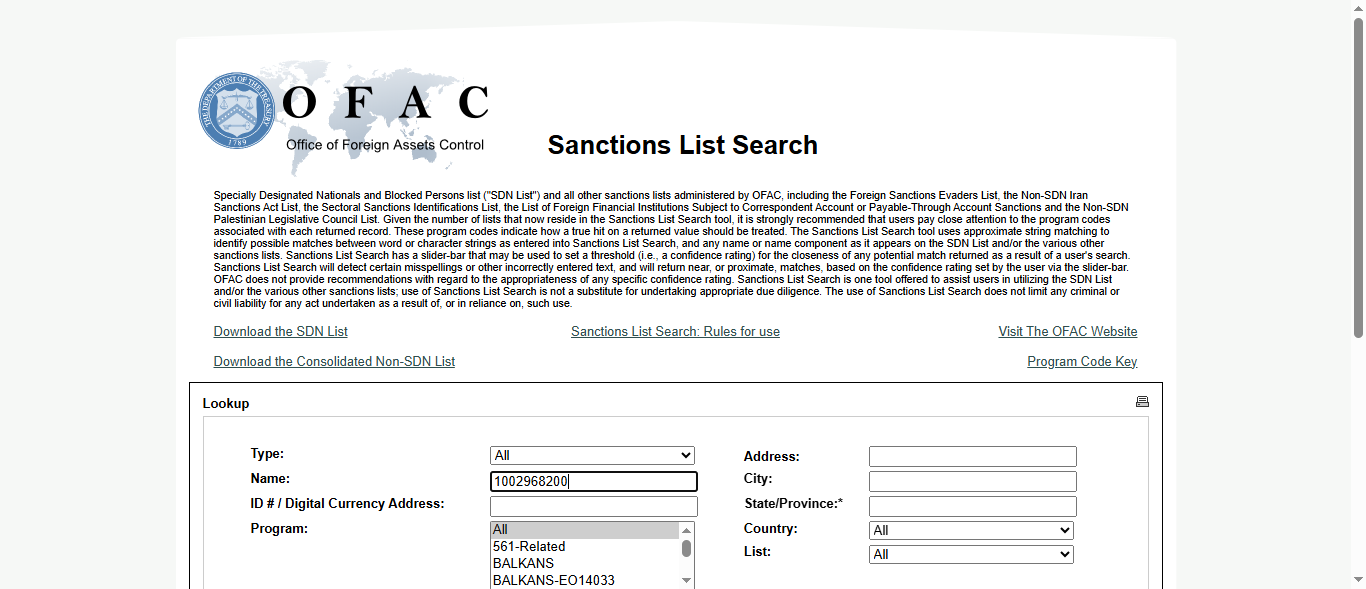 THE DEPARTMENT OF THE TREASURY
1789
O F A C
Office of Foreign Assets Control
Sanctions List Search
Specially Designated Nationals and Blocked Persons list ("SDN List") and all other sanctions lists administered by OFAC, including the Foreign Sanctions Evaders List, the Non-SDN Iran
Sanctions Act List, the Sectoral Sanctions Identifications List, the List of Foreign Financial Institutions Subject to Correspondent Account or Payable-Through Account Sanctions and the Non-SDN
Palestinian Legislative Council List. Given the number of lists that now reside in the Sanctions List Search tool, it is strongly recommended that users pay close attention to the program codes
associated with each returned record. These program codes indicate how a true hit on a returned value should be treated. The Sanctions List Search tool uses approximate string matching to
identify possible matches between word or character strings as entered into Sanctions List Search, and any name or name component as it appears on the SDN List and/or the various other
sanctions lists. Sanctions List Search has a slider-bar that may be used to set a threshold (i.e., a confidence rating) for the closeness of any potential match returned as a result of a user's search.
Sanctions List Search will detect certain misspellings or other incorrectly entered text, and will return near, or proximate, matches, based on the confidence rating set by the user via the slider-bar.
OFAC does not provide recommendations with regard to the appropriateness of any specific confidence rating. Sanctions List Search is one tool offered to assist users in utilizing the SDN List
and/or the various other sanctions lists; use of Sanctions List Search is not a substitute for undertaking appropriate due diligence. The use of Sanctions List Search does not limit any criminal or
civil liability for any act undertaken as a result of, or in reliance on, such use.
Download the SDN List
Sanctions List Search: Rules for use
Visit The OFAC Website
Download the Consolidated Non-SDN List
Program Code Key
Lookup
Type:
All
Address:
Name:
1002968200
City:
ID # / Digital Currency Address:
State/Province:*
Program:
All
561-Related
BALKANS
BALKANS-EO14033
Country:
All
List:
All